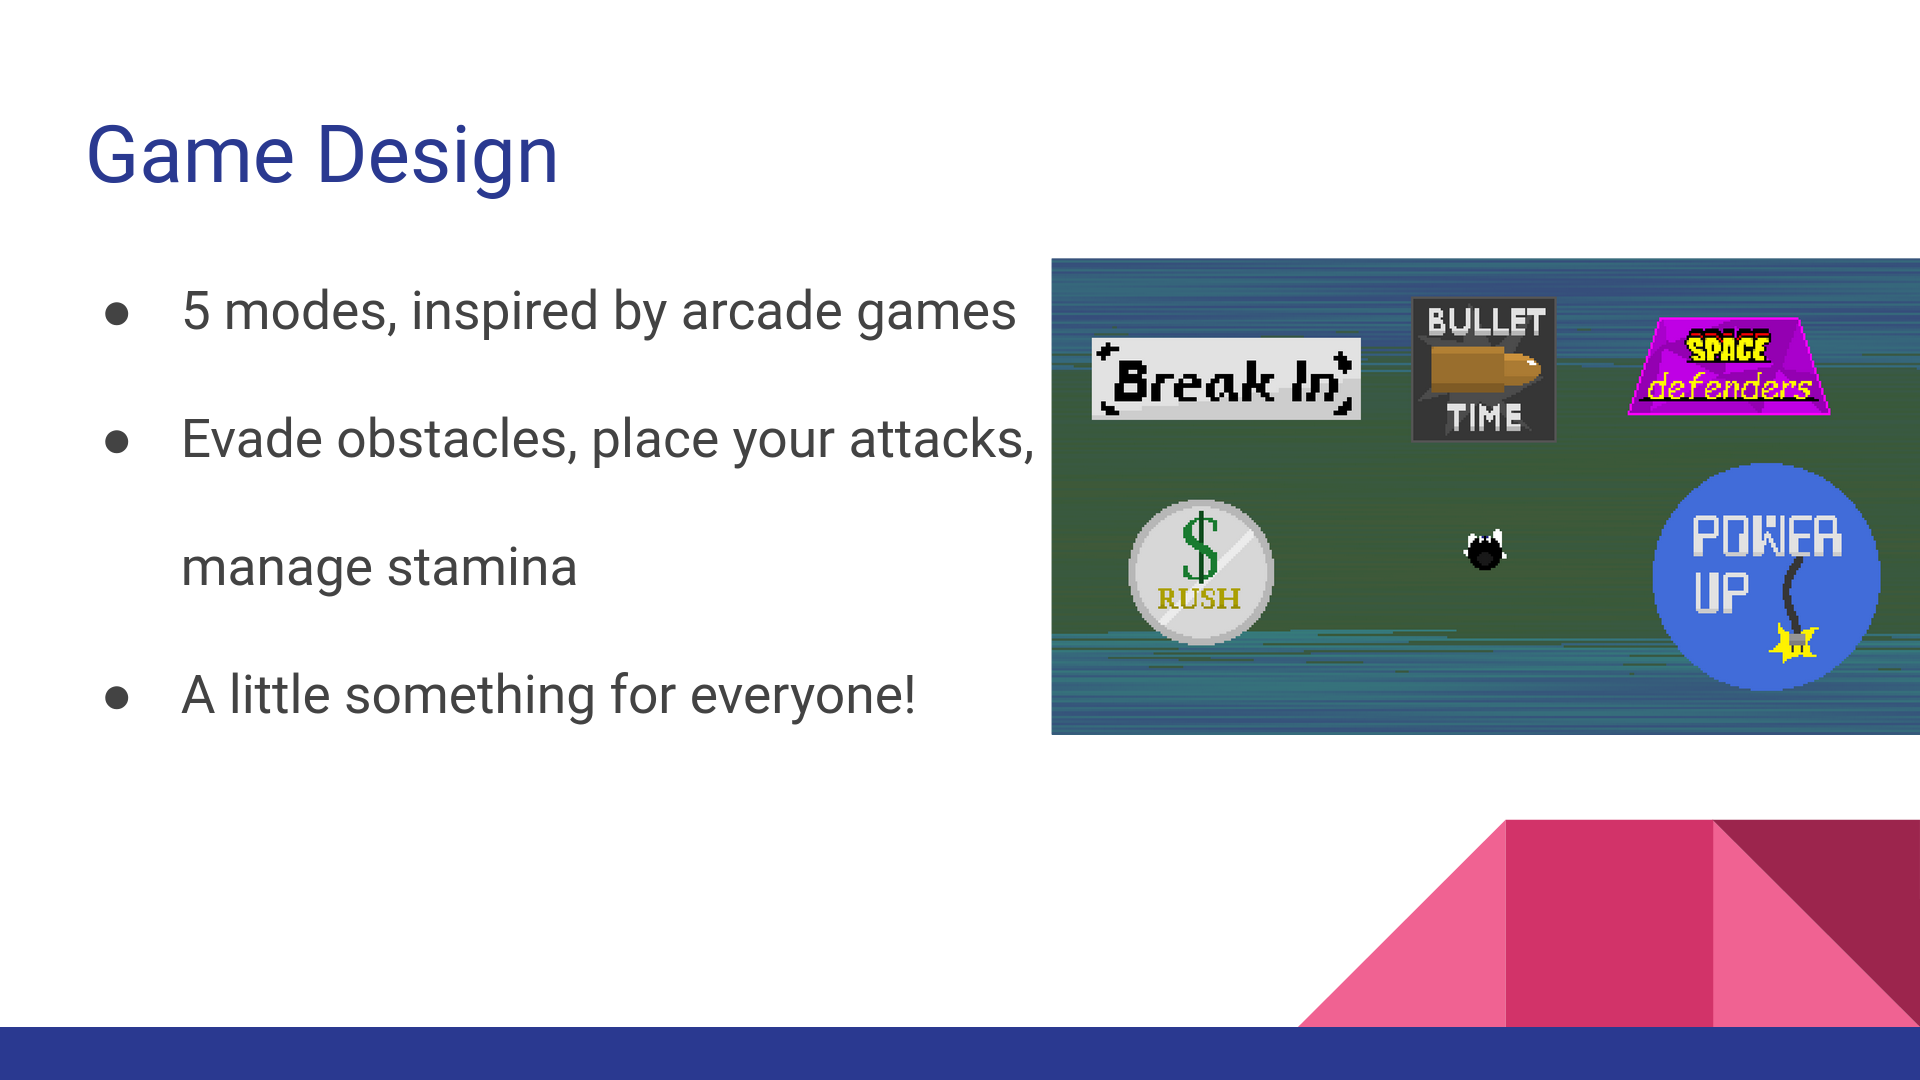 Game Design
● 5 modes, inspired by arcade games
● Evade obstacles, place your attacks,
manage stamina
● A little something for everyone!
Break In
BULLET
TIME
SPACE
defenders
$
RUSH
POWER
UP